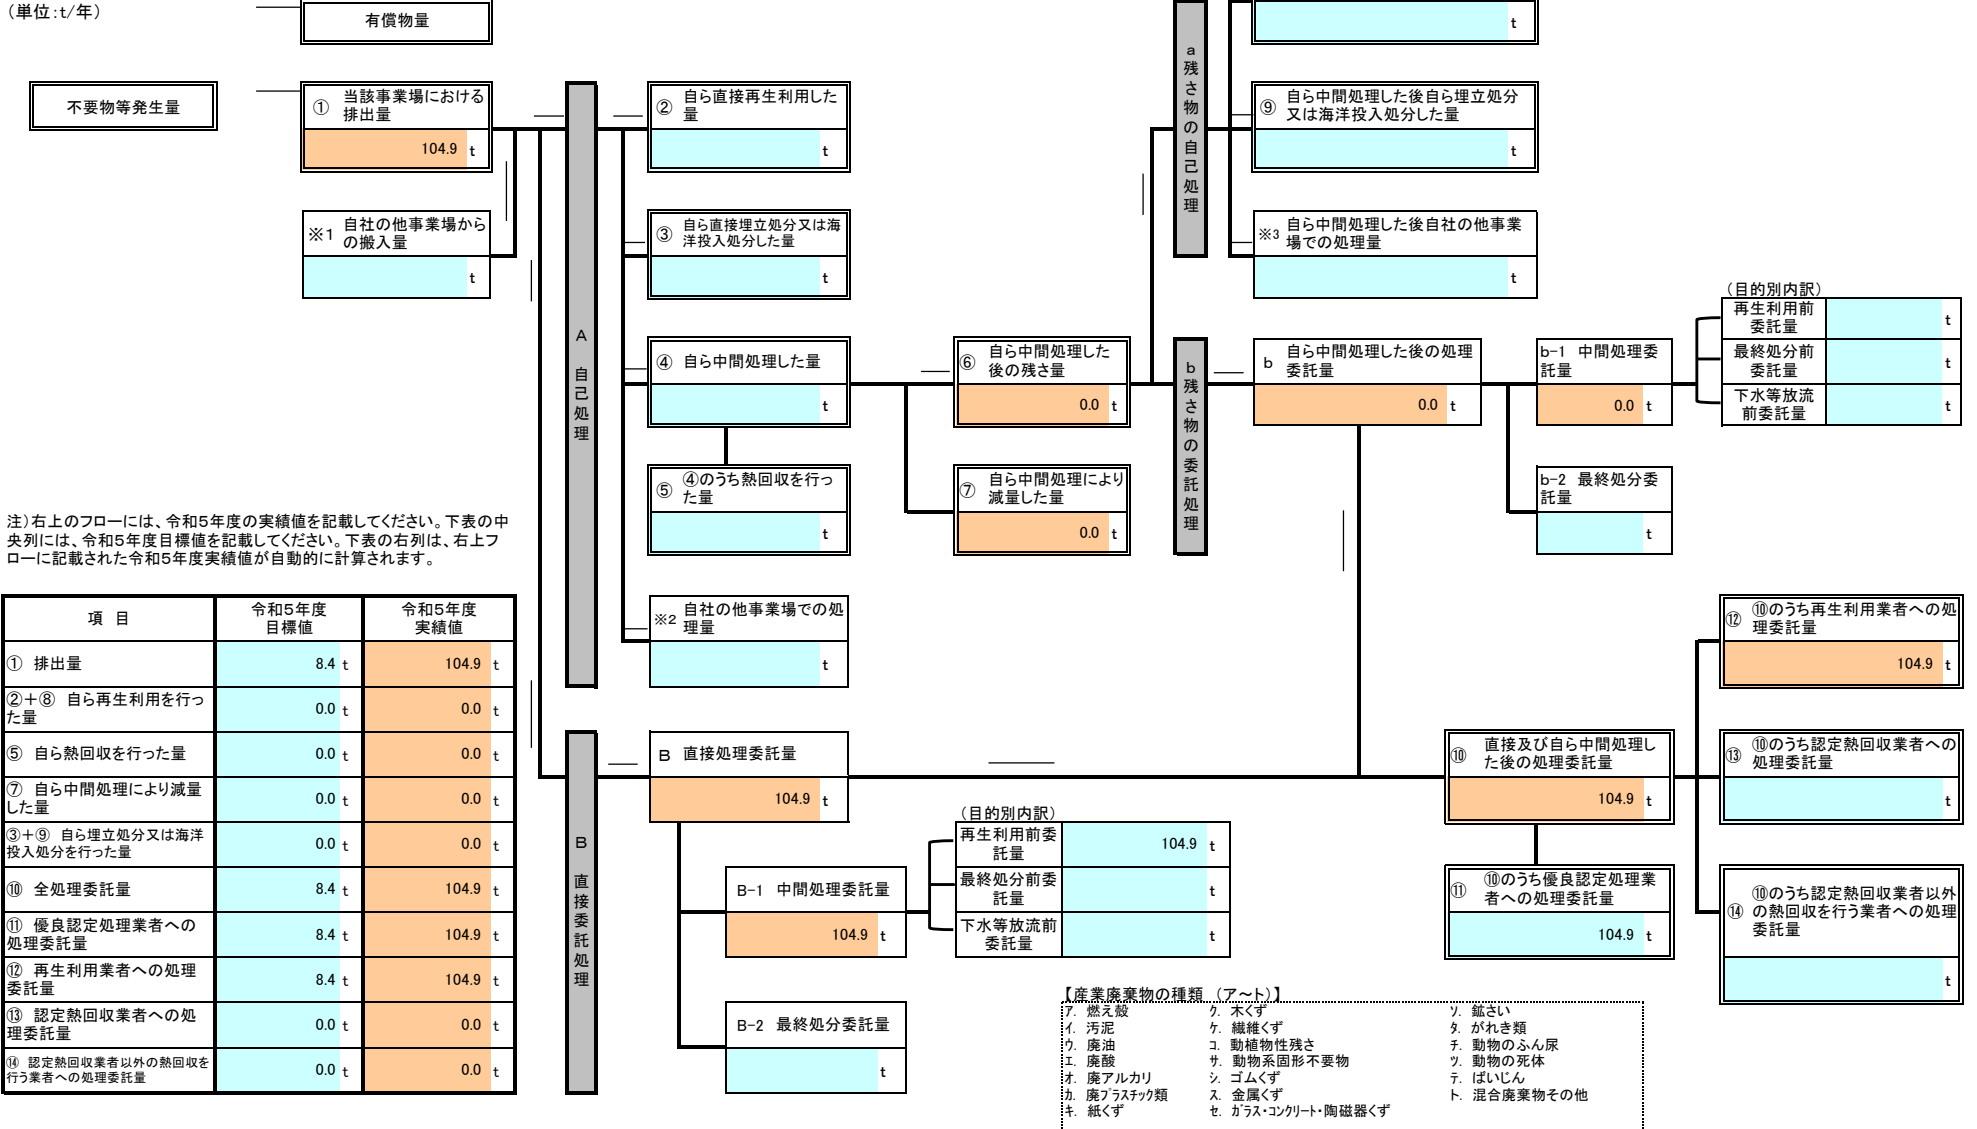 （単位：t/年）
有償物量
t
不要物等発生量
① 当該事業場における
排出量
104.9 t
※1 自社の他事業場から
の搬入量
t
A
自
己
処
理
② 自ら直接再生利用した
量
t
③ 自ら直接埋立処分又は海
洋投入処分した量
t
④ 自ら中間処理した量
t
⑤ ④のうち熱回収を行っ
た量
t
※2 自社の他事業場での処
理量
t
⑥ 自ら中間処理した
後の残さ量
0.0 t
⑦ 自ら中間処理により
減量した量
0.0 t
a
残
さ
物
の
自
己
処
理
⑨ 自ら中間処理した後自ら埋立処分
又は海洋投入処分した量
t
※3 自ら中間処理した後自社の他事業
場での処理量
t
b
残
さ
物
の
委
託
処
理
b 自ら中間処理した後の処理
委託量
0.0 t
b-1 中間処理委
託量
0.0 t
b-2 最終処分委
託量
t
（目的別内訳）
再生利用前
委託量
t
最終処分前
委託量
t
下水等放流
前委託量
t
注）右上のフローには、令和５年度の実績値を記載してください。下表の中
央列には、令和５年度目標値を記載してください。下表の右列は、右上フ
ローに記載された令和５年度実績値が自動的に計算されます。
項 目
令和５年度
目標値
令和５年度
実績値
① 排出量 8.4 t 104.9 t
②＋⑧ 自ら再生利用を行っ
た量
0.0 t 0.0 t
⑤ 自ら熱回収を行った量 0.0 t 0.0 t
⑦ 自ら中間処理により減量
した量
0.0 t 0.0 t
③＋⑨ 自ら埋立処分又は海洋
投入処分を行った量
0.0 t 0.0 t
⑩ 全処理委託量 8.4 t 104.9 t
⑪ 優良認定処理業者への
処理委託量
8.4 t 104.9 t
⑫ 再生利用業者への処理
委託量
8.4 t 104.9 t
⑬ 認定熱回収業者への処
理委託量
0.0 t 0.0 t
⑭ 認定熱回収業者以外の熱回収を
行う業者への処理委託量
0.0 t 0.0 t
B
直
接
委
託
処
理
B 直接処理委託量
104.9 t
B-1 中間処理委託量
104.9 t
B-2 最終処分委託量
t
（目的別内訳）
再生利用前委
託量
104.9 t
最終処分前委
託量
t
下水等放流前
委託量
t
⑩ 直接及び自ら中間処理し
た後の処理委託量
104.9 t
⑪ ⑩のうち優良認定処理業
者への処理委託量
104.9 t
⑫ ⑩のうち再生利用業者への処
理委託量
104.9 t
⑬ ⑩のうち認定熱回収業者への
処理委託量
t
⑭ ⑩のうち認定熱回収業者以外
の熱回収を行う業者への処理
委託量
t
【産業廃棄物の種類 （ア～ト）】
ア. 燃え殻
イ. 汚泥
ウ. 廃油
エ. 廃酸
オ. 廃アルカリ
カ. 廃プラスチック類
キ. 紙くず
ク. 木くず
ケ. 繊維くず
コ. 動植物性残さ
サ. 動物系固形不要物
シ. ゴムくず
ス. 金属くず
セ. ガラス・コンクリート・陶磁器くず
ソ. 鉱さい
タ. がれき類
チ. 動物のふん尿
ツ. 動物の死体
テ. ばいじん
ト. 混合廃棄物その他